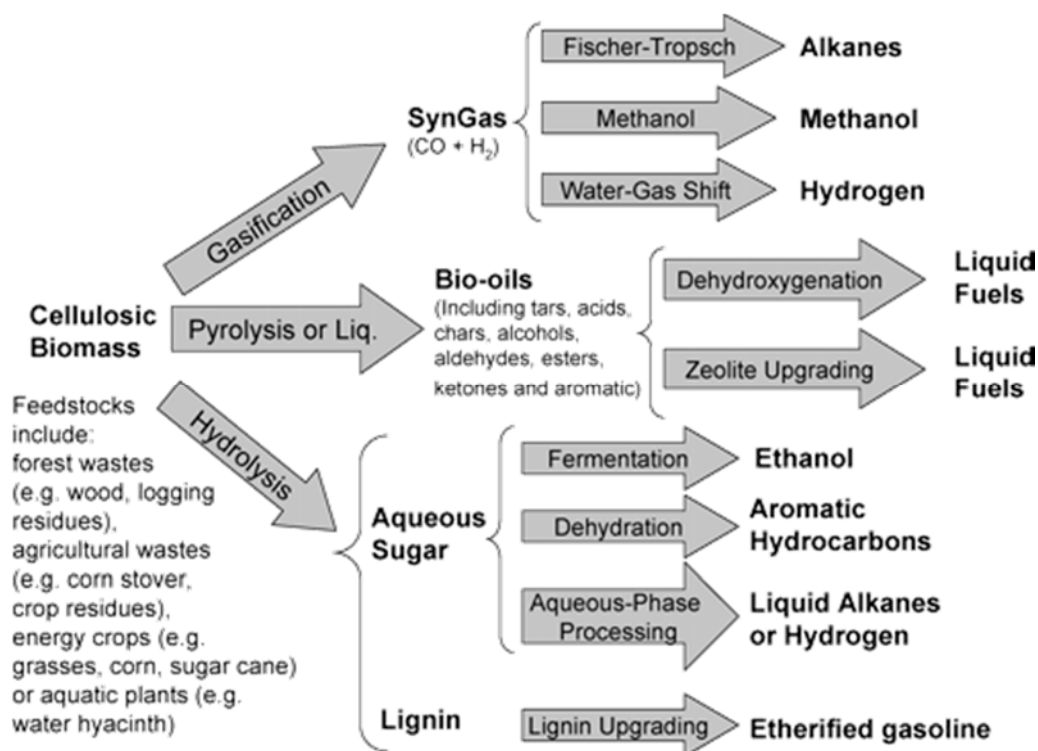 Fischer-Tropsch
Alkanes
SynGas
(CO + H₂)
Methanol
Methanol
Water-Gas Shift
Hydrogen
Gasification
Cellulosic
Biomass
Pyrolysis or Liq.
Bio-oils
(Including tars, acids,
chars, alcohols,
aldehydes, esters,
ketones and aromatic)
Dehydroxygenation
Liquid
Fuels
Zeolite Upgrading
Liquid
Fuels
Hydrolysis
Feedstocks
include:
forest wastes
(e.g. wood, logging
residues),
agricultural wastes
(e.g. corn stover,
crop residues),
energy crops (e.g.
grasses, corn, sugar cane)
or aquatic plants (e.g.
water hyacinth)
Aqueous
Sugar
Fermentation
Ethanol
Dehydration
Aromatic
Hydrocarbons
Aqueous-Phase
Processing
Liquid Alkanes
or Hydrogen
Lignin
Lignin Upgrading
Etherified gasoline